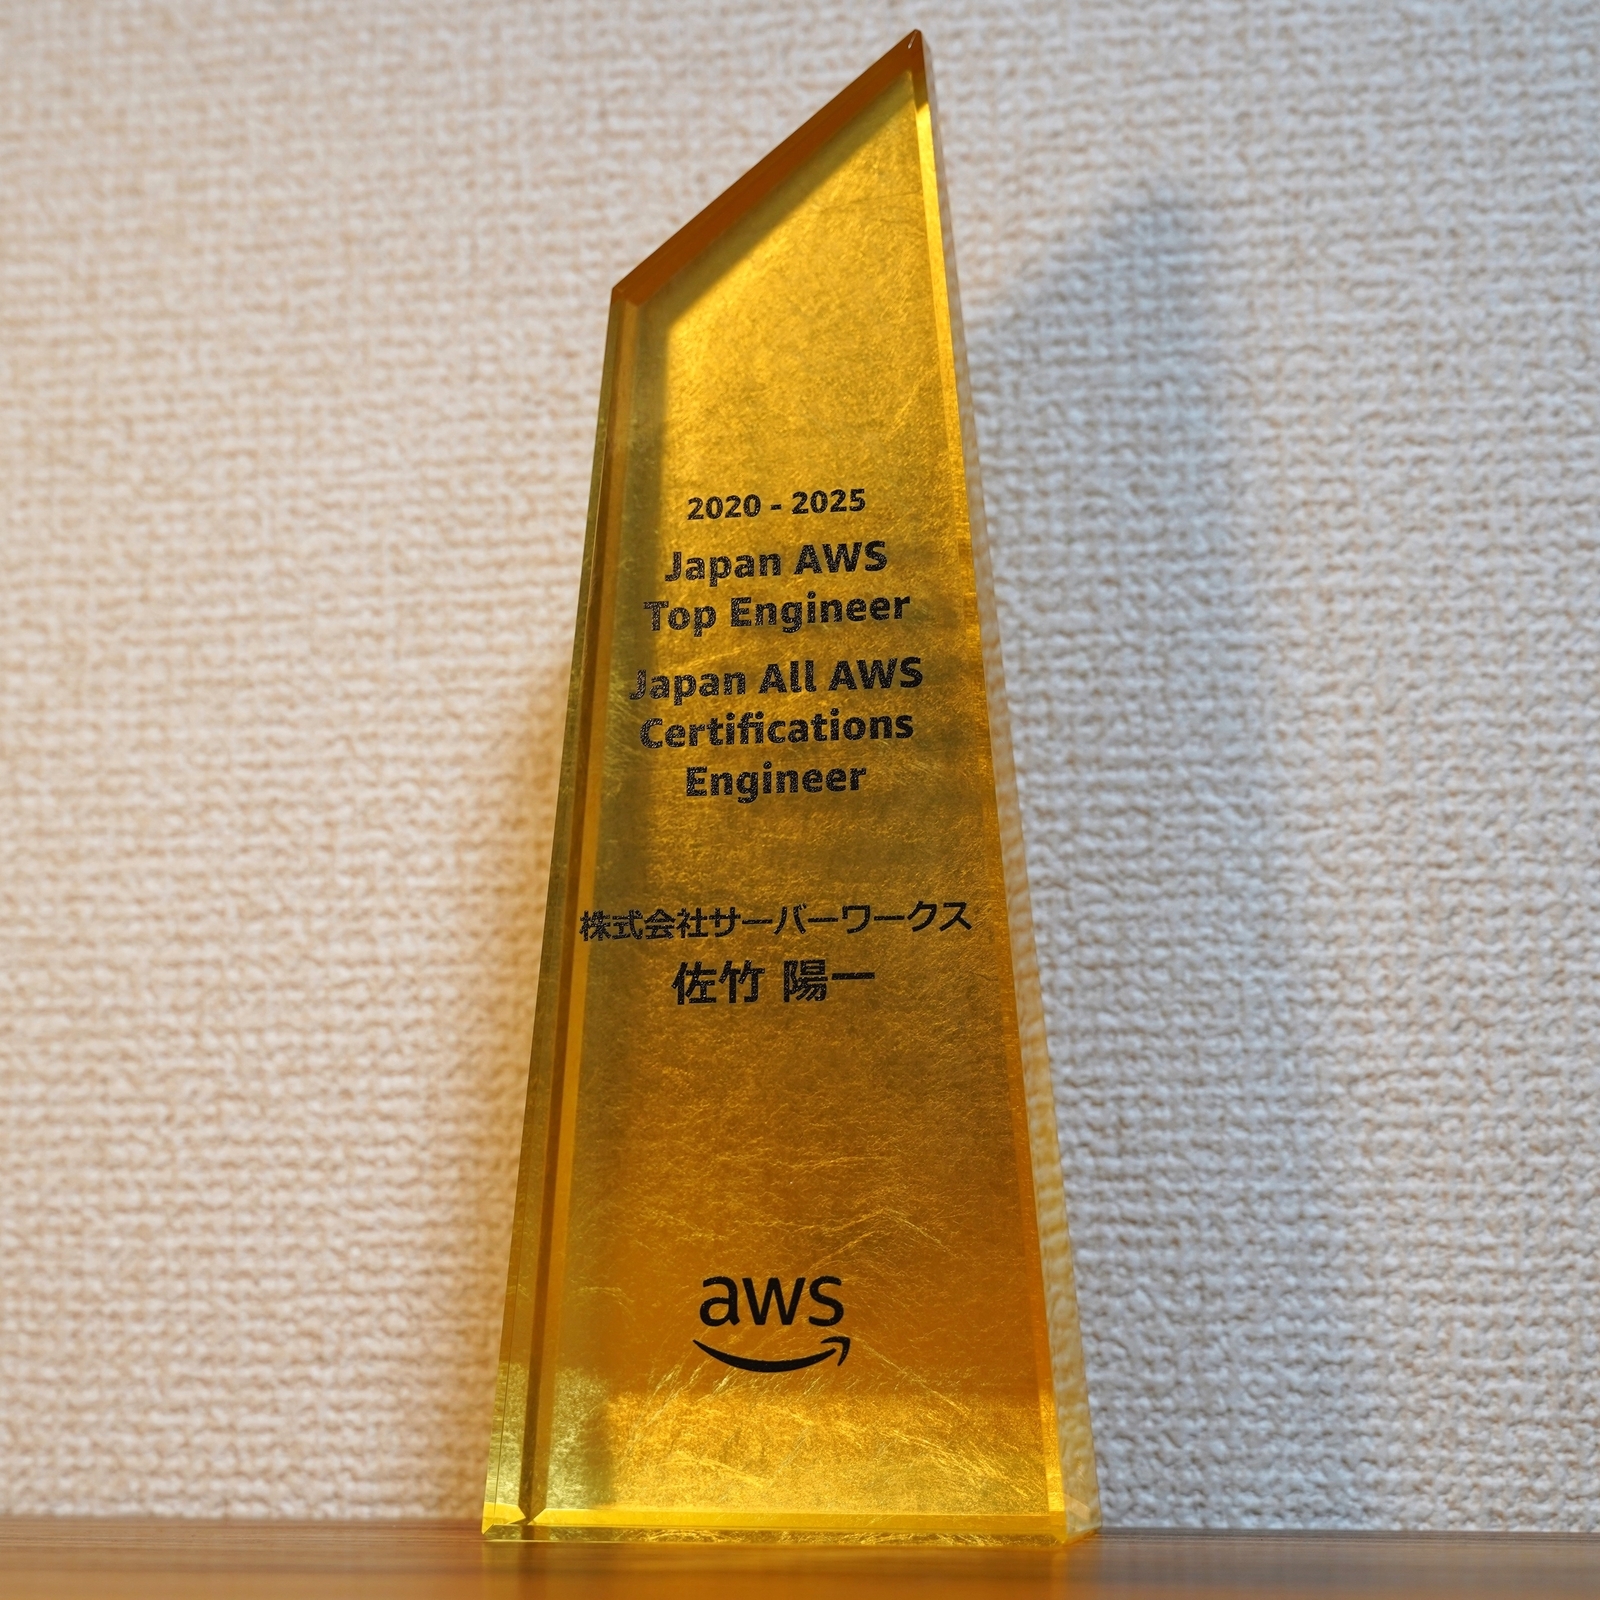 2020 - 2025
Japan AWS
Top Engineer
Japan All AWS
Certifications
Engineer
株式会社サーバーワークス
佐竹 陽一
aws